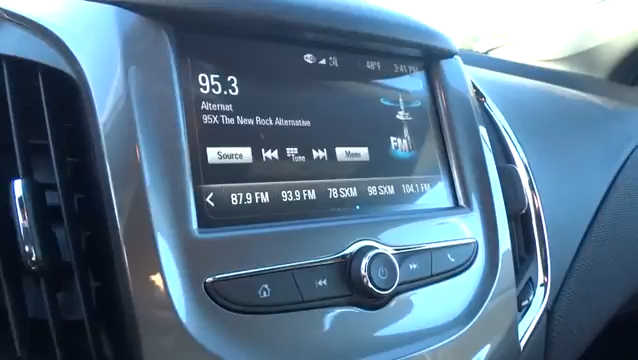 48°F 3:41 PM
95.3
Alternat
95X The New Rock Alternative
FM
Source Tune Menu
87.9 FM 93.9 FM 78 SXM 98 SXM 104.1 FM